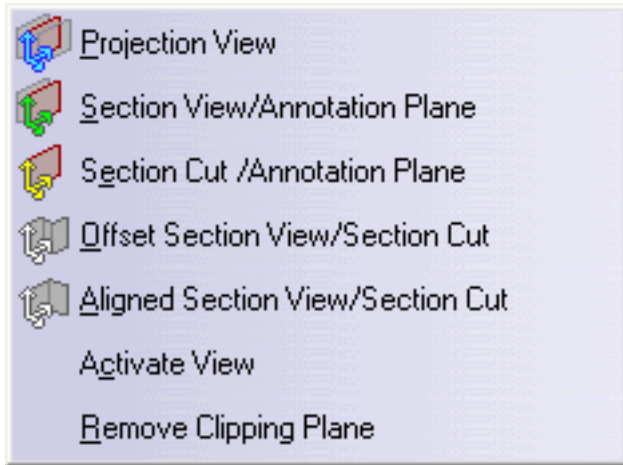 Projection View
Section View/Annotation Plane
Section Cut /Annotation Plane
Offset Section View/Section Cut
Aligned Section View/Section Cut
Activate View
Remove Clipping Plane